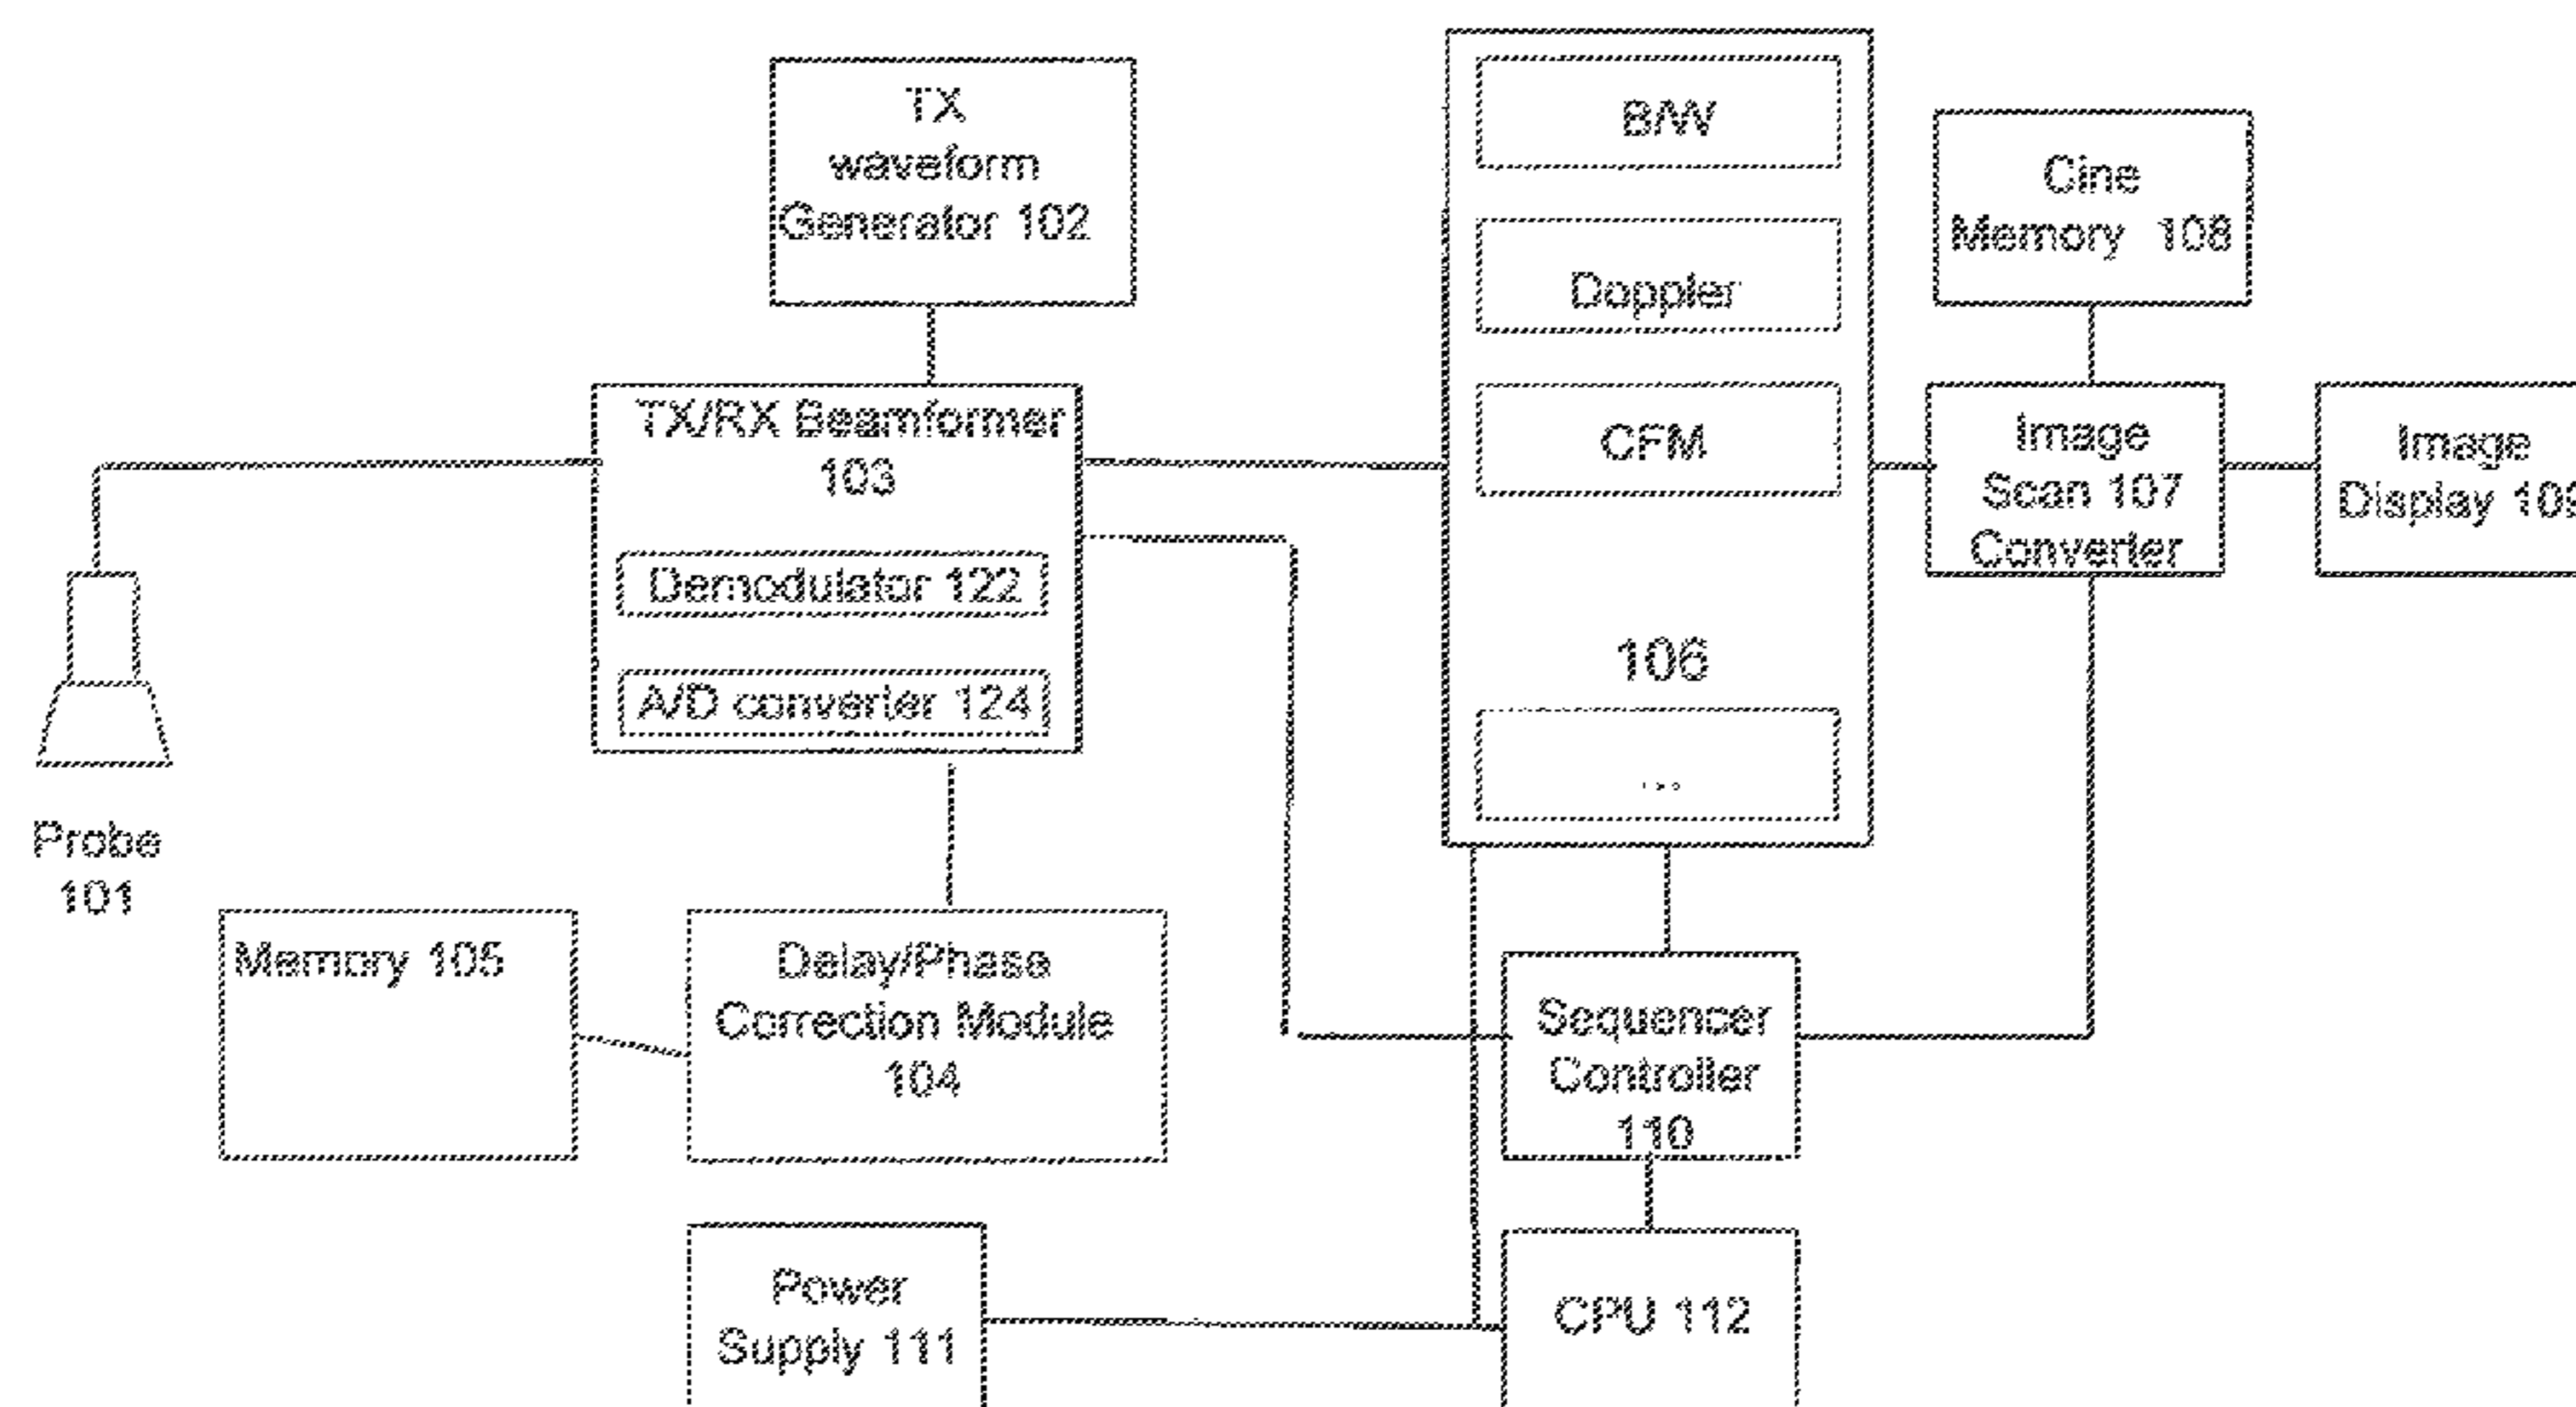 TX
waveform
Generator 102
B/W
Doppler
CFM
106
...
Cine
Memory 108
TX/RX Beamformer
103
Demodulator 122
A/D converter 124
Image
Scan 107
Converter
Image
Display 109
Probe
101
Memory 105
Delay/Phase
Correction Module
104
Sequencer
Controller
110
Power
Supply 111
CPU 112